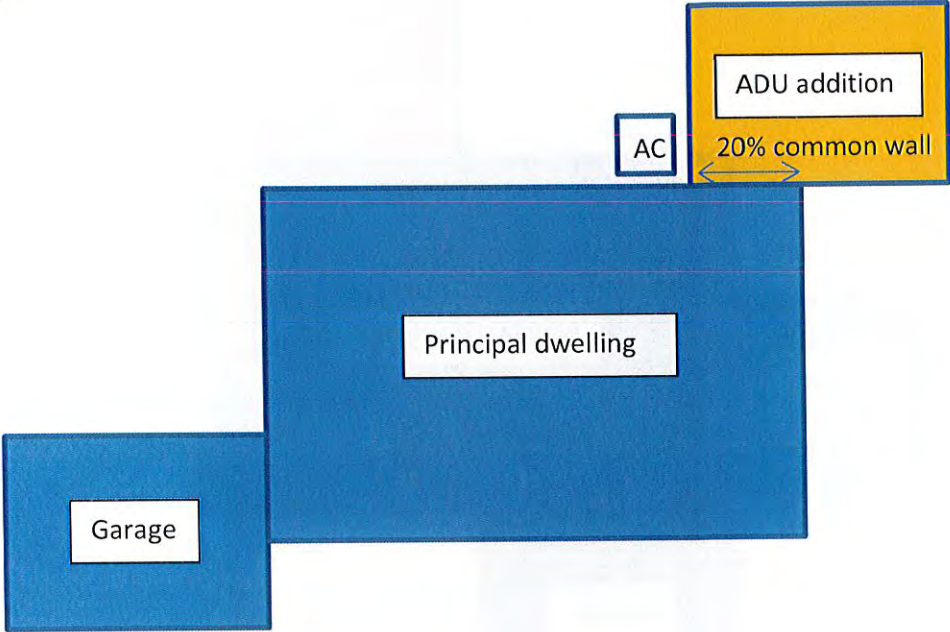 ADU addition
AC
20% common wall
Principal dwelling
Garage